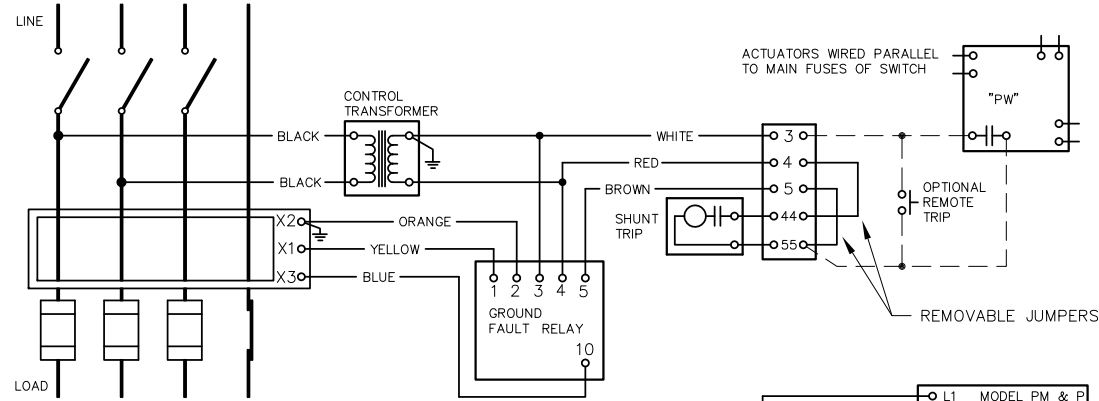 LINE
ACTUATORS WIRED PARALLEL
TO MAIN FUSES OF SWITCH
"PW"
CONTROL
TRANSFORMER
BLACK
WHITE
3
RED
4
BLACK
BROWN
5
OPTIONAL
REMOTE
TRIP
SHUNT
TRIP
44
55
X2
ORANGE
X1
YELLOW
X3
BLUE
1 2 3 4 5
GROUND
FAULT RELAY
10
REMOVABLE JUMPERS
LOAD
L1 MODEL PM & P